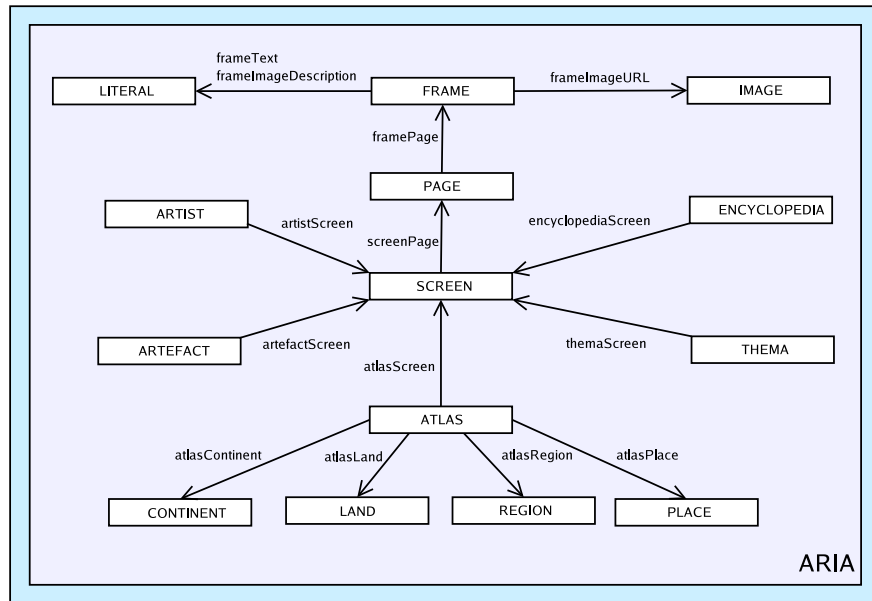 frameText
frameImageDescription
frameImageURL
LITERAL
FRAME
IMAGE
framePage
PAGE
ARTIST
ENCYCLOPEDIA
artistScreen
encyclopediaScreen
screenPage
SCREEN
ARTEFACT
artefactScreen
themaScreen
THEMA
atlasScreen
ATLAS
atlasContinent
atlasLand
atlasRegion
atlasPlace
CONTINENT
LAND
REGION
PLACE
ARIA